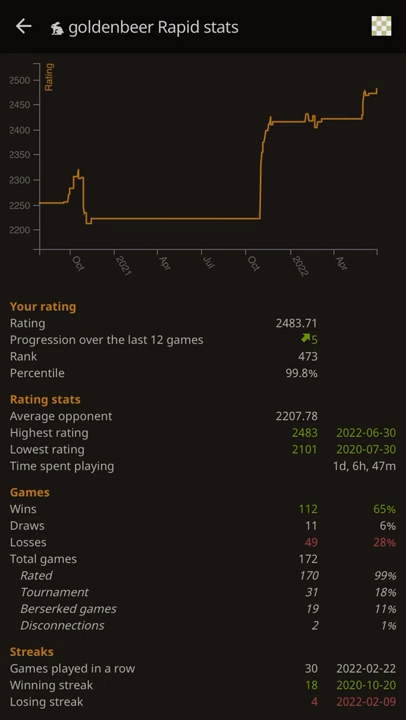 goldenbeer Rapid stats
Rating
2500
2450
2400
2350
2300
2250
2200
Oct
2021
Apr
Jul
Oct
2022
Apr
Your rating
Rating 2483.71
Progression over the last 12 games 5
Rank 473
Percentile 99.8%
Rating stats
Average opponent 2207.78
Highest rating 2483 2022-06-30
Lowest rating 2101 2020-07-30
Time spent playing 1d, 6h, 47m
Games
Wins 112 65%
Draws 11 6%
Losses 49 28%
Total games 172
Rated 170 99%
Tournament 31 18%
Berserked games 19 11%
Disconnections 2 1%
Streaks
Games played in a row 30 2022-02-22
Winning streak 18 2020-10-20
Losing streak 4 2022-02-09